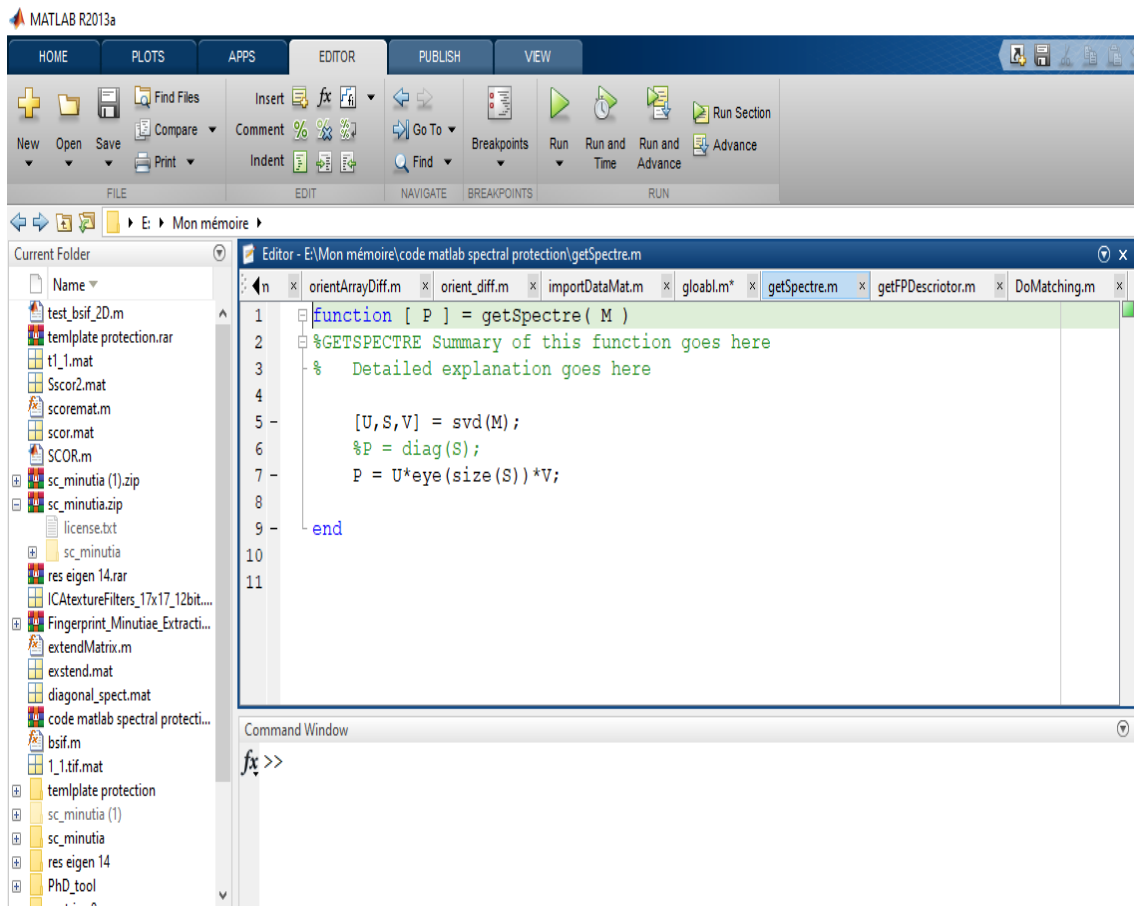 MATLAB R2013a
HOME PLOTS APPS EDITOR PUBLISH VIEW
Find Files
Compare
Print
New Open Save
FILE
Insert fx
Comment
Indent
EDIT
Go To
Find
NAVIGATE
Breakpoints
BREAKPOINTS
Run Run and Time Run and Advance
Run Section
Advance
RUN
E: Mon mémoire
Current Folder
Name
test_bsif_2D.m
temlplate protection.rar
t1_1.mat
Sscor2.mat
scoremat.m
scor.mat
SCOR.m
sc_minutia (1).zip
sc_minutia.zip
license.txt
sc_minutia
res eigen 14.rar
ICAtextureFilters_17x17_12bit....
Fingerprint_Minutiae_Extracti...
extendMatrix.m
exstend.mat
diagonal_spect.mat
code matlab spectral protecti...
bsif.m
1_1.tif.mat
temlplate protection
sc_minutia (1)
sc_minutia
res eigen 14
PhD_tool
Editor - E:\Mon mémoire\code matlab spectral protection\getSpectre.m
n × orientArrayDiff.m × orient_diff.m × importDataMat.m × gloabl.m* × getSpectre.m × getFPDescriotor.m × DoMatching.m ×
1 function [ P ] = getSpectre( M )
2 %GETSPECTRE Summary of this function goes here
3 % Detailed explanation goes here
4
5 - [U,S,V] = svd(M);
6 %P = diag(S);
7 - P = U*eye(size(S))*V;
8
9 - end
10
11
Command Window
fx >>